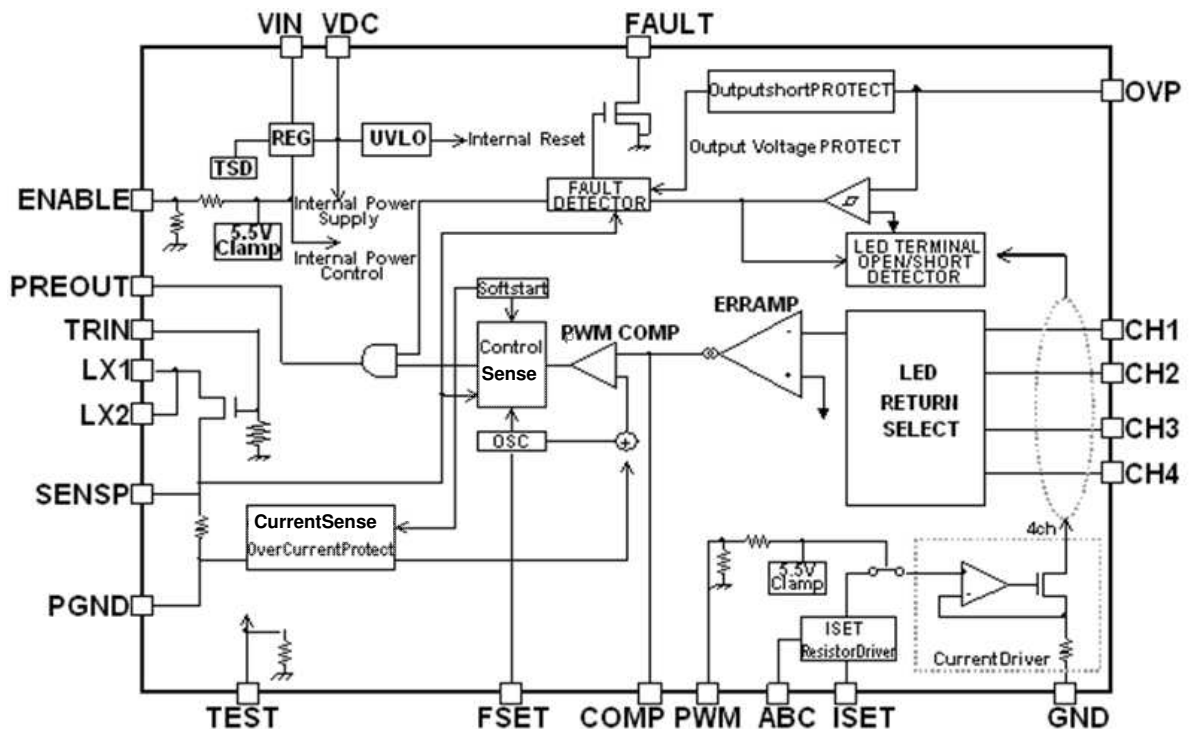 VIN
VDC
FAULT
OutputshortPROTECT
OVP
REG
UVLO
Internal Reset
Output Voltage PROTECT
TSD
FAULT
DETECTOR
ENABLE
Internal Power
Supply
5.5V
Clamp
LED TERMINAL
OPEN/SHORT
DETECTOR
Internal Power
Control
PREOUT
Softstart
ERRAMP
TRIN
PWM COMP
-
CH1
Control
Sense
LX1
LED
RETURN
SELECT
CH2
+
LX2
CH3
OSC
+
CH4
SENSP
CurrentSense
OverCurrentProtect
4ch
5.5V
Clamp
+
-
PGND
ISET
ResistorDriver
CurrentDriver
TEST
FSET
COMP
PWM
ABC
ISET
GND